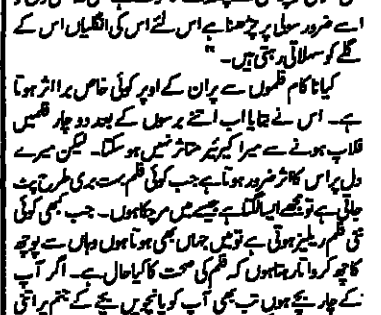 اسے ضرور سولی پر چڑھنا ہے اس لئے اس کی انگلیاں اس کے
گلے کو سہلاتی رہتی ہیں۔"
کیا ناکام فلموں سے پران کے اوپر کوئی خاص برا اثر ہوتا
ہے۔ اس نے بتایا اب اتنے برسوں کے بعد دو چار فلمیں
فلاپ ہونے سے میرا کیرئیر متاثر نہیں ہو سکتا۔ لیکن میرے
دل پر اس کا اثر ضرور ہوتا ہے جب کوئی فلم بہت بری طرح پٹ
جاتی ہے تو مجھے ایسا لگتا ہے جیسے میں مر چکا ہوں۔ جب کبھی کوئی
نئی فلم ریلیز ہوتی ہے تو میں جہاں بھی ہوتا ہوں وہاں سے پوچھ
کاچھ کرواتا رہتا ہوں کہ فلم کی صحت کا کیا حال ہے۔ اگر آپ
کے چار بچے ہوں تب بھی آپ کو پانچویں بچے کے جنم پر اتنی